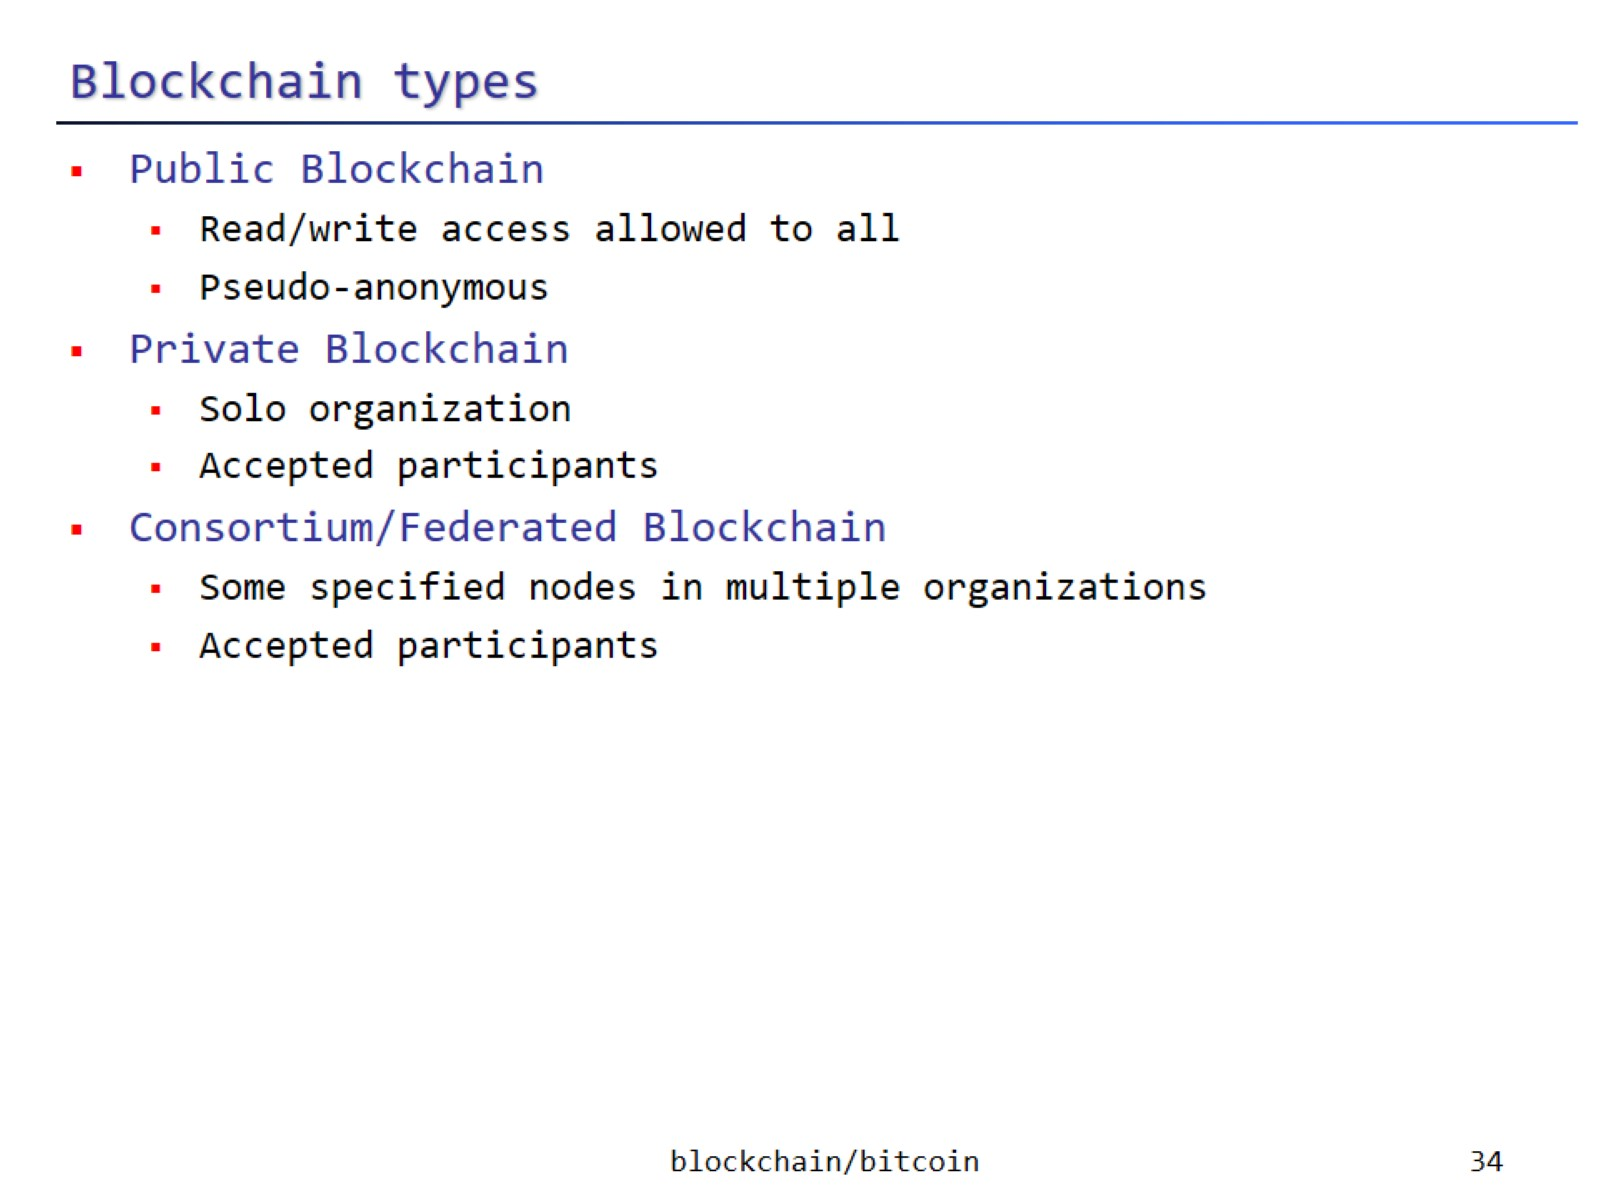 Blockchain types
Public Blockchain
Read/write access allowed to all
Pseudo-anonymous
Private Blockchain
Solo organization
Accepted participants
Consortium/Federated Blockchain
Some specified nodes in multiple organizations
Accepted participants
blockchain/bitcoin
34